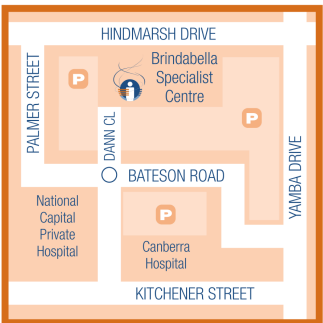 HINDMARSH DRIVE
PALMER STREET
P
Brindabella
Specialist
Centre
P
DANN CL
YAMBA DRIVE
BATESON ROAD
National
Capital
Private
Hospital
P
Canberra
Hospital
KITCHENER STREET